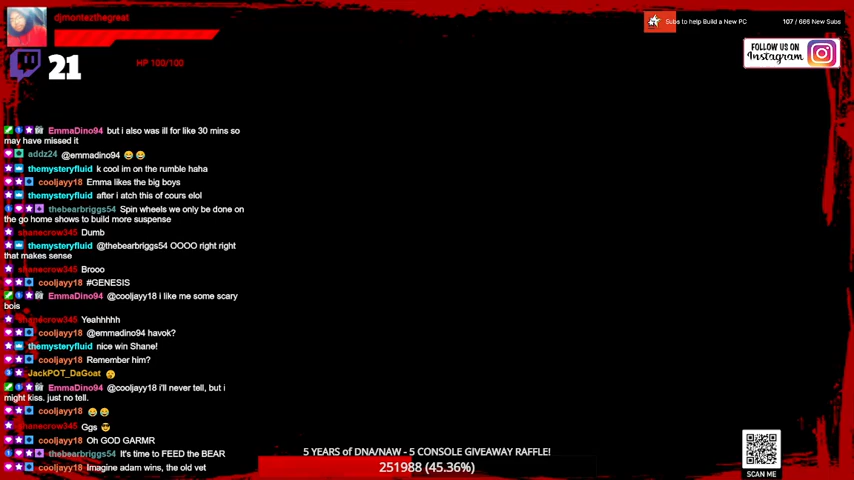 djmontezthegreat
Subs to help Build a New PC
107 / 666 New Subs
FOLLOW US ON
Instagram
21
HP 100/100
EmmaDino94 but i also was ill for like 30 mins so
may have missed it
addz24 @emmadino94
themysteryfluid k cool im on the rumble haha
cooljayy18 Emma likes the big boys
themysteryfluid after i atch this of cours elol
thebearbriggs54 Spin wheels we only be done on
the go home shows to build more suspense
shanecrow345 Dumb
themysteryfluid @thebearbriggs54 OOOO right right
that makes sense
shanecrow345 Brooo
cooljayy18 #GENESIS
EmmaDino94 @cooljayy18 i like me some scary
bois
shanecrow345 Yeahhhhh
cooljayy18 @emmadino94 havok?
themysteryfluid nice win Shane!
cooljayy18 Remember him?
JackPOT_DaGoat
EmmaDino94 @cooljayy18 i'll never tell, but i
might kiss. just no tell.
cooljayy18
shanecrow345 Ggs
cooljayy18 Oh GOD GARMR
thebearbriggs54 It's time to FEED the BEAR
cooljayy18 Imagine adam wins, the old vet
5 YEARS of DNA/NAW - 5 CONSOLE GIVEAWAY RAFFLE!
251988 (45.36%)
SCAN ME